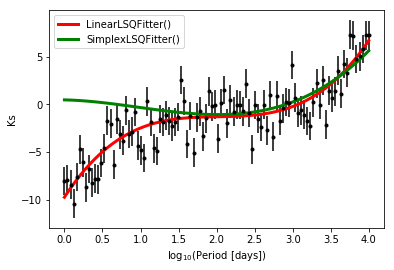 LinearLSQFitter()
SimplexLSQFitter()
5
0
−5
−10
Ks
0.0 0.5 1.0 1.5 2.0 2.5 3.0 3.5 4.0
log₁₀(Period [days])